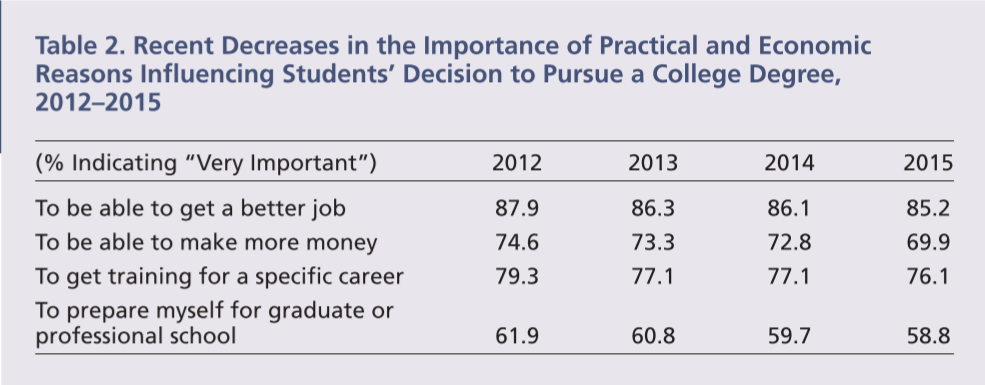 Table 2. Recent Decreases in the Importance of Practical and Economic
Reasons Influencing Students’ Decision to Pursue a College Degree,
2012–2015
(% Indicating “Very Important”) 2012 2013 2014 2015
To be able to get a better job 87.9 86.3 86.1 85.2
To be able to make more money 74.6 73.3 72.8 69.9
To get training for a specific career 79.3 77.1 77.1 76.1
To prepare myself for graduate or
professional school 61.9 60.8 59.7 58.8